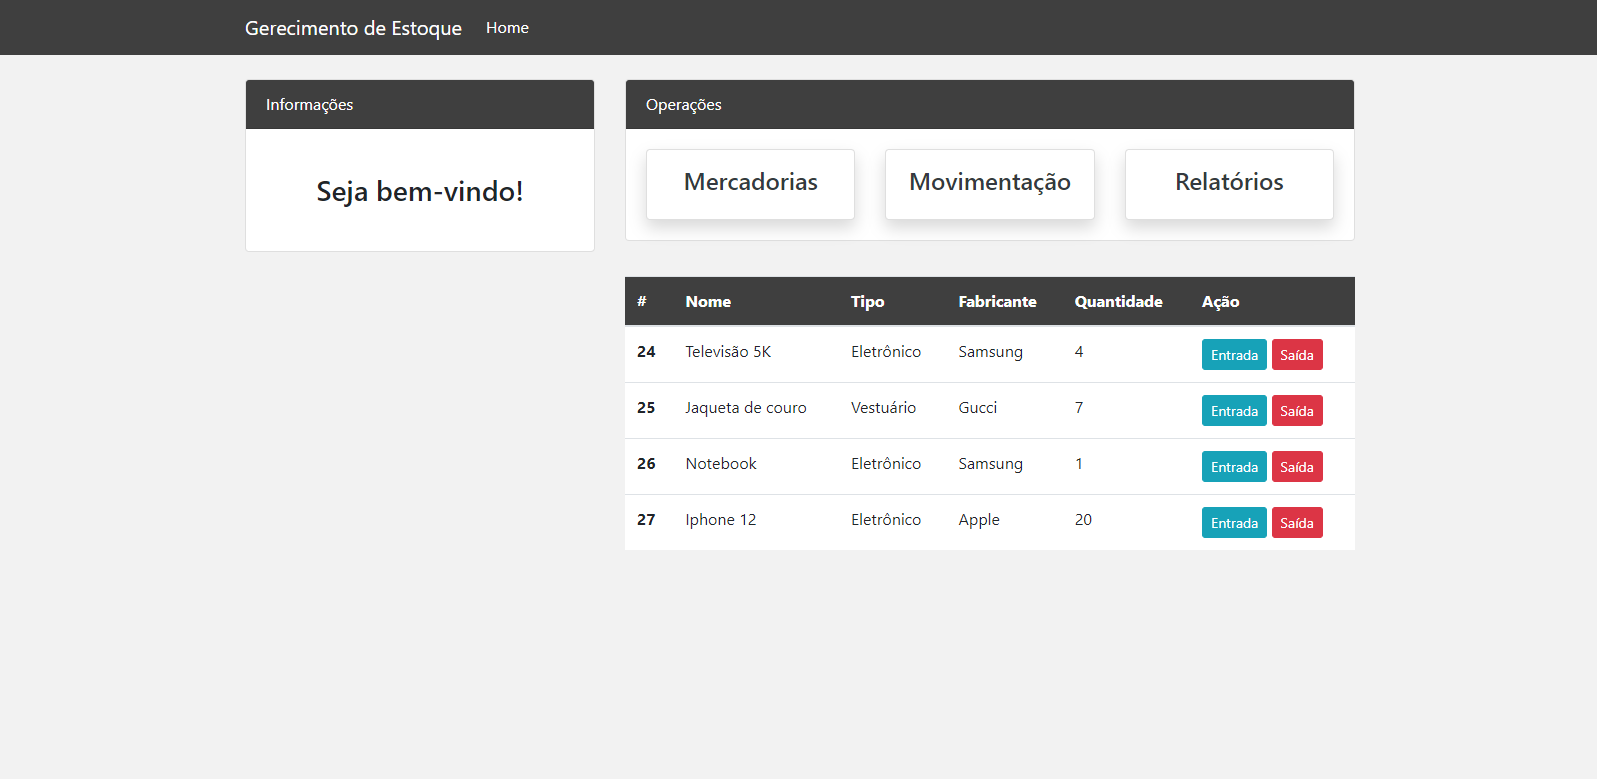 Gerecimento de Estoque Home
Informações
Seja bem-vindo!
Operações
Mercadorias Movimentação Relatórios
# Nome Tipo Fabricante Quantidade Ação
24 Televisão 5K Eletrônico Samsung 4 Entrada Saída
25 Jaqueta de couro Vestuário Gucci 7 Entrada Saída
26 Notebook Eletrônico Samsung 1 Entrada Saída
27 Iphone 12 Eletrônico Apple 20 Entrada Saída